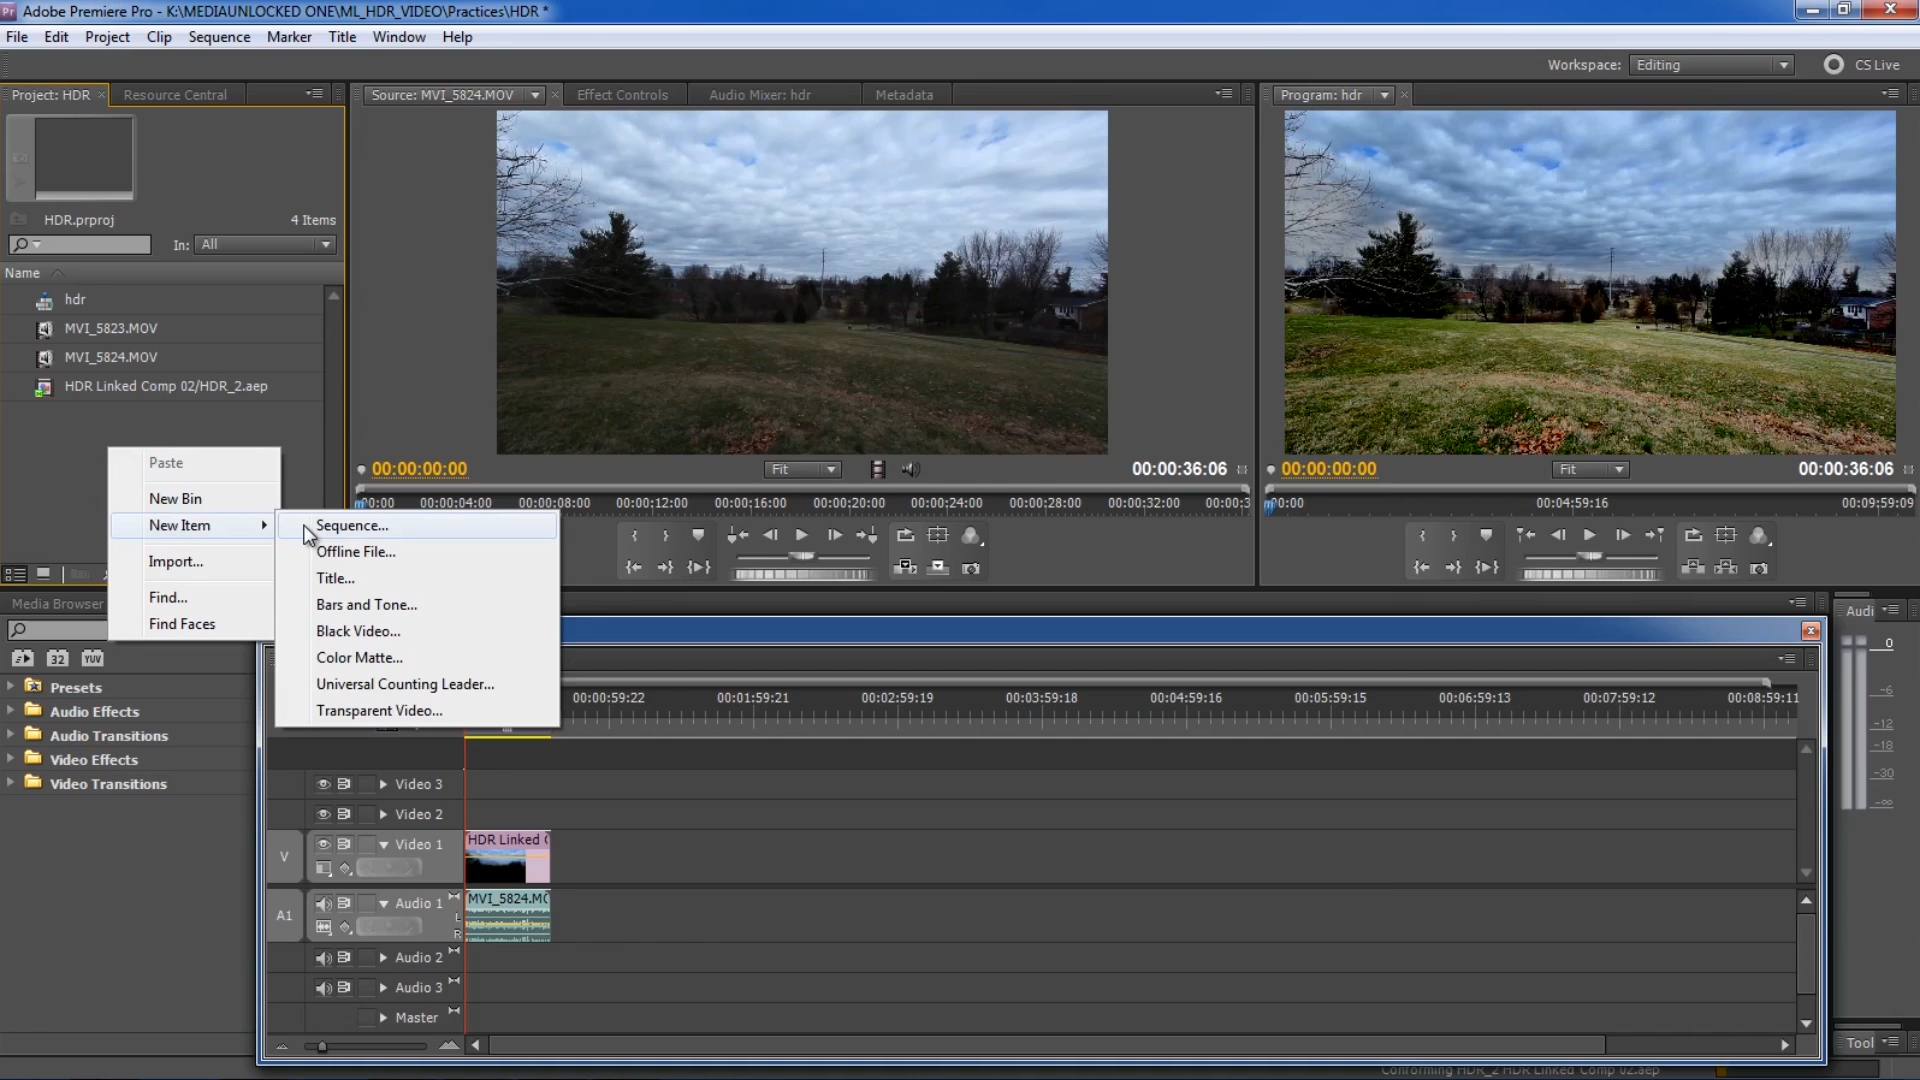 Pr Adobe Premiere Pro - K:\MEDIAUNLOCKED ONE\ML_HDR_VIDEO\Practices\HDR *
File Edit Project Clip Sequence Marker Title Window Help
Workspace: Editing CS Live
Project: HDR Resource Central
Source: MVI_5824.MOV Effect Controls Audio Mixer: hdr Metadata
Program: hdr
HDR.prproj 4 Items
In: All
Name
hdr
MVI_5823.MOV
MVI_5824.MOV
HDR Linked Comp 02/HDR_2.aep
00:00:00:00 Fit 00:00:36:06
00:00 00:00:04:00 00:00:08:00 00:00:12:00 00:00:16:00 00:00:20:00 00:00:24:00 00:00:28:00 00:00:32:00 00:00:3
00:00:00:00 Fit 00:00:36:06
00:00 00:04:59:16 00:09:59:09
Paste
New Bin
New Item
Import...
Find...
Find Faces
Sequence...
Offline File...
Title...
Bars and Tone...
Black Video...
Color Matte...
Universal Counting Leader...
Transparent Video...
Media Browser
32 YUV
Presets
Audio Effects
Audio Transitions
Video Effects
Video Transitions
00:00:59:22 00:01:59:21 00:02:59:19 00:03:59:18 00:04:59:16 00:05:59:15 00:06:59:13 00:07:59:12 00:08:59:11
Video 3
Video 2
V Video 1 HDR Linked
A1 Audio 1 MVI_5824.MO
L
R
Audio 2
Audio 3
Master
Audi
0
-6
-12
-18
-30
-∞
Tool
Conforming HDR_2 HDR Linked Comp 02.aep